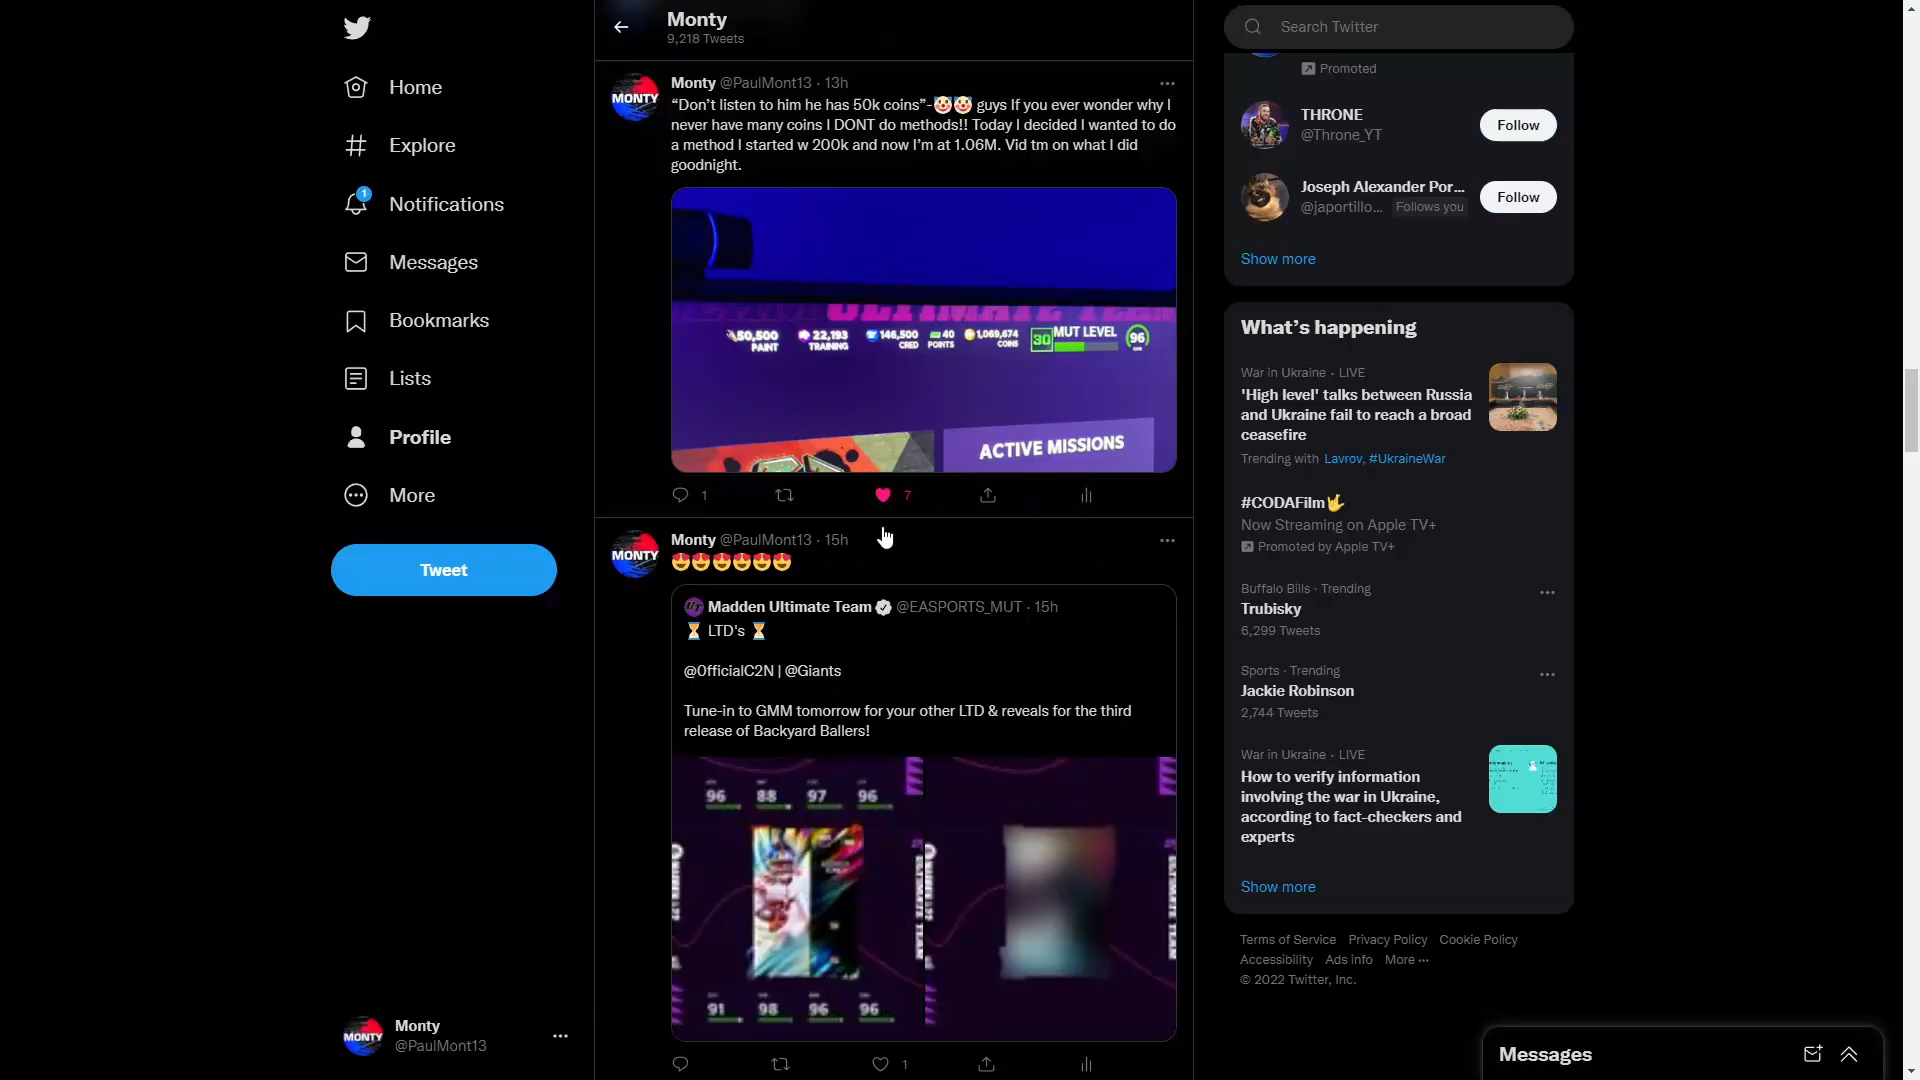 Home
Explore
1
Notifications
Messages
Bookmarks
Lists
Profile
More
Tweet
MONTY
Monty
@PaulMont13
Monty
9,218 Tweets
MONTY
Monty @PaulMont13 · 13h
“Don’t listen to him he has 50k coins”-🤡🤡 guys If you ever wonder why I
never have many coins I DONT do methods!! Today I decided I wanted to do
a method I started w 200k and now I’m at 1.06M. Vid tm on what I did
goodnight.
ULTIMATE TEAM
50,500 PAINT
22,193 TRAINING
146,500 CRED
40 POINTS
1,069,674 COINS
30 MUT LEVEL
96 OVR
ACTIVE MISSIONS
1
7
MONTY
Monty @PaulMont13 · 15h
😍😍😍😍😍😍
UT Madden Ultimate Team @EASPORTS_MUT · 15h
⏳ LTD's ⏳
@OfficialC2N | @Giants
Tune-in to GMM tomorrow for your other LTD & reveals for the third
release of Backyard Ballers!
96 88 97 96
91 98 96 96
1
Search Twitter
Promoted
THRONE
@Throne_YT
Follow
Joseph Alexander Por...
@japortillo... Follows you
Follow
Show more
What’s happening
War in Ukraine · LIVE
'High level' talks between Russia
and Ukraine fail to reach a broad
ceasefire
Trending with Lavrov, #UkraineWar
#CODAFilm🤟
Now Streaming on Apple TV+
Promoted by Apple TV+
Buffalo Bills · Trending
Trubisky
6,299 Tweets
Sports · Trending
Jackie Robinson
2,744 Tweets
War in Ukraine · LIVE
How to verify information
involving the war in Ukraine,
according to fact-checkers and
experts
Show more
Terms of Service Privacy Policy Cookie Policy
Accessibility Ads info More ···
© 2022 Twitter, Inc.
Messages